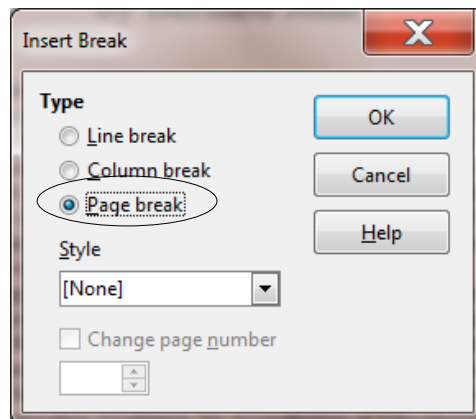 Insert Break
Type
Line break
Column break
Page break
Style
[None]
Change page number
OK
Cancel
Help